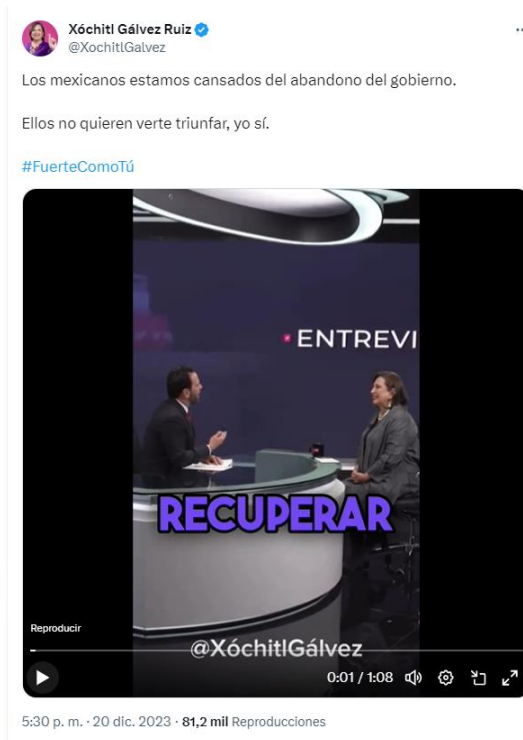 Xóchitl Gálvez Ruiz
@XochitlGalvez
Los mexicanos estamos cansados del abandono del gobierno.
Ellos no quieren verte triunfar, yo sí.
#FuerteComoTú
ENTREVI
RECUPERAR
Reproducir
@XóchitlGálvez
0:01 / 1:08
5:30 p. m. · 20 dic. 2023 · 81,2 mil Reproducciones